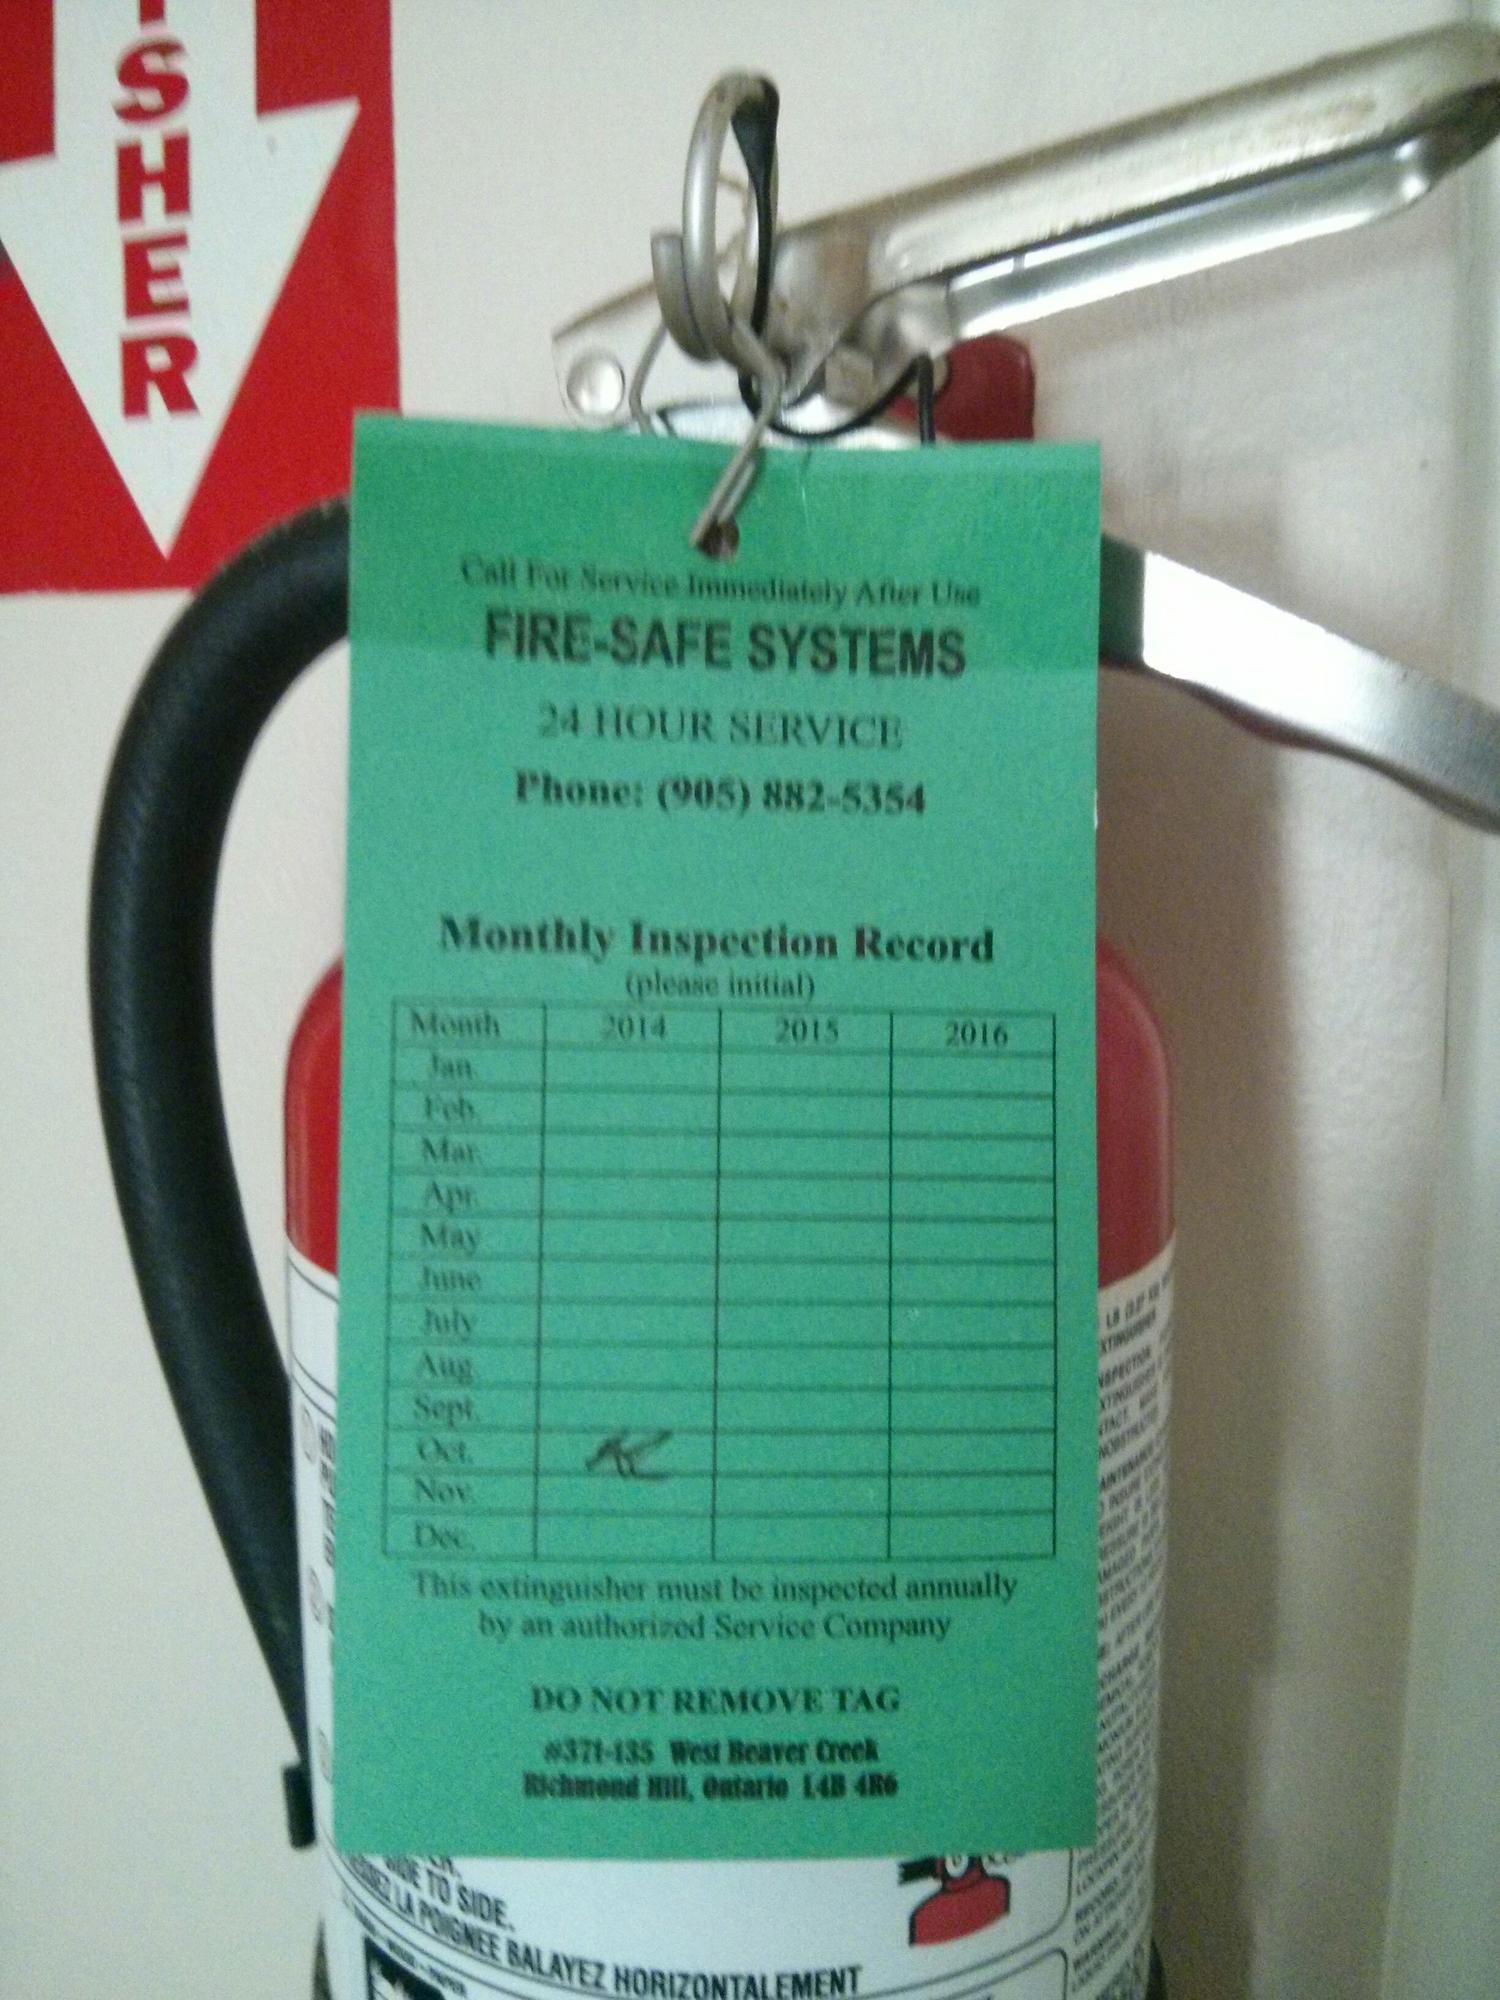 ISHER
Call For Service Immediately After Use
FIRE-SAFE SYSTEMS
24 HOUR SERVICE
Phone: (905) 882-5354
Monthly Inspection Record
(please initial)
Month 2014 2015 2016
Jan.
Feb.
Mar.
Apr.
May
June
July
Aug.
Sept.
Oct.
Nov.
Dec.
This extinguisher must be inspected annually
by an authorized Service Company
DO NOT REMOVE TAG
#371-135 West Beaver Creek
Richmond Hill, Ontario L4B 4R6
SIDE TO SIDE.
LA POIGNEE BALAYEZ HORIZONTALEMENT